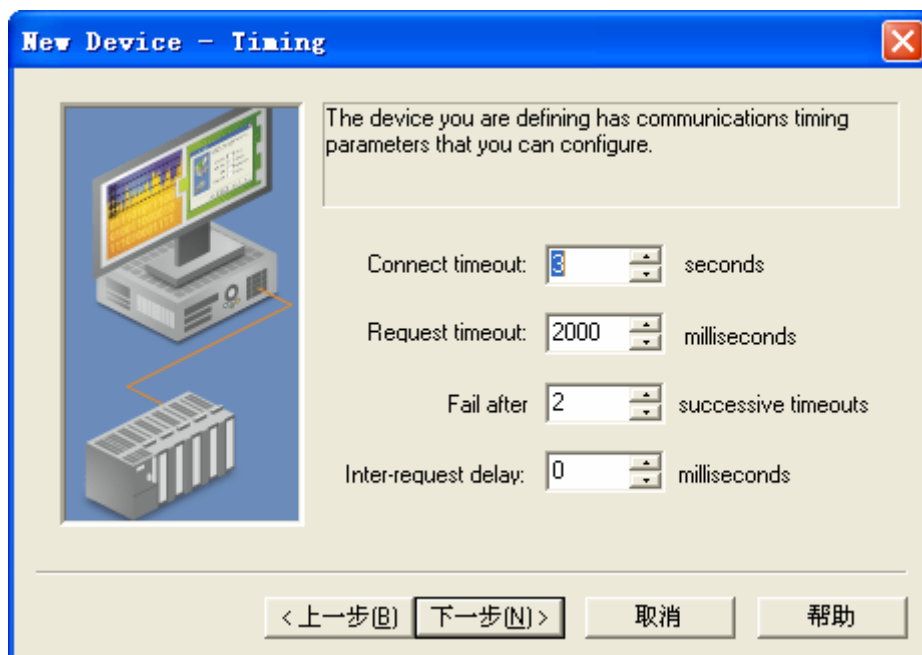 New Device - Timing
The device you are defining has communications timing
parameters that you can configure.
Connect timeout: 3 seconds
Request timeout: 2000 milliseconds
Fail after 2 successive timeouts
Inter-request delay: 0 milliseconds
<上一步(B) 下一步(N)> 取消 帮助